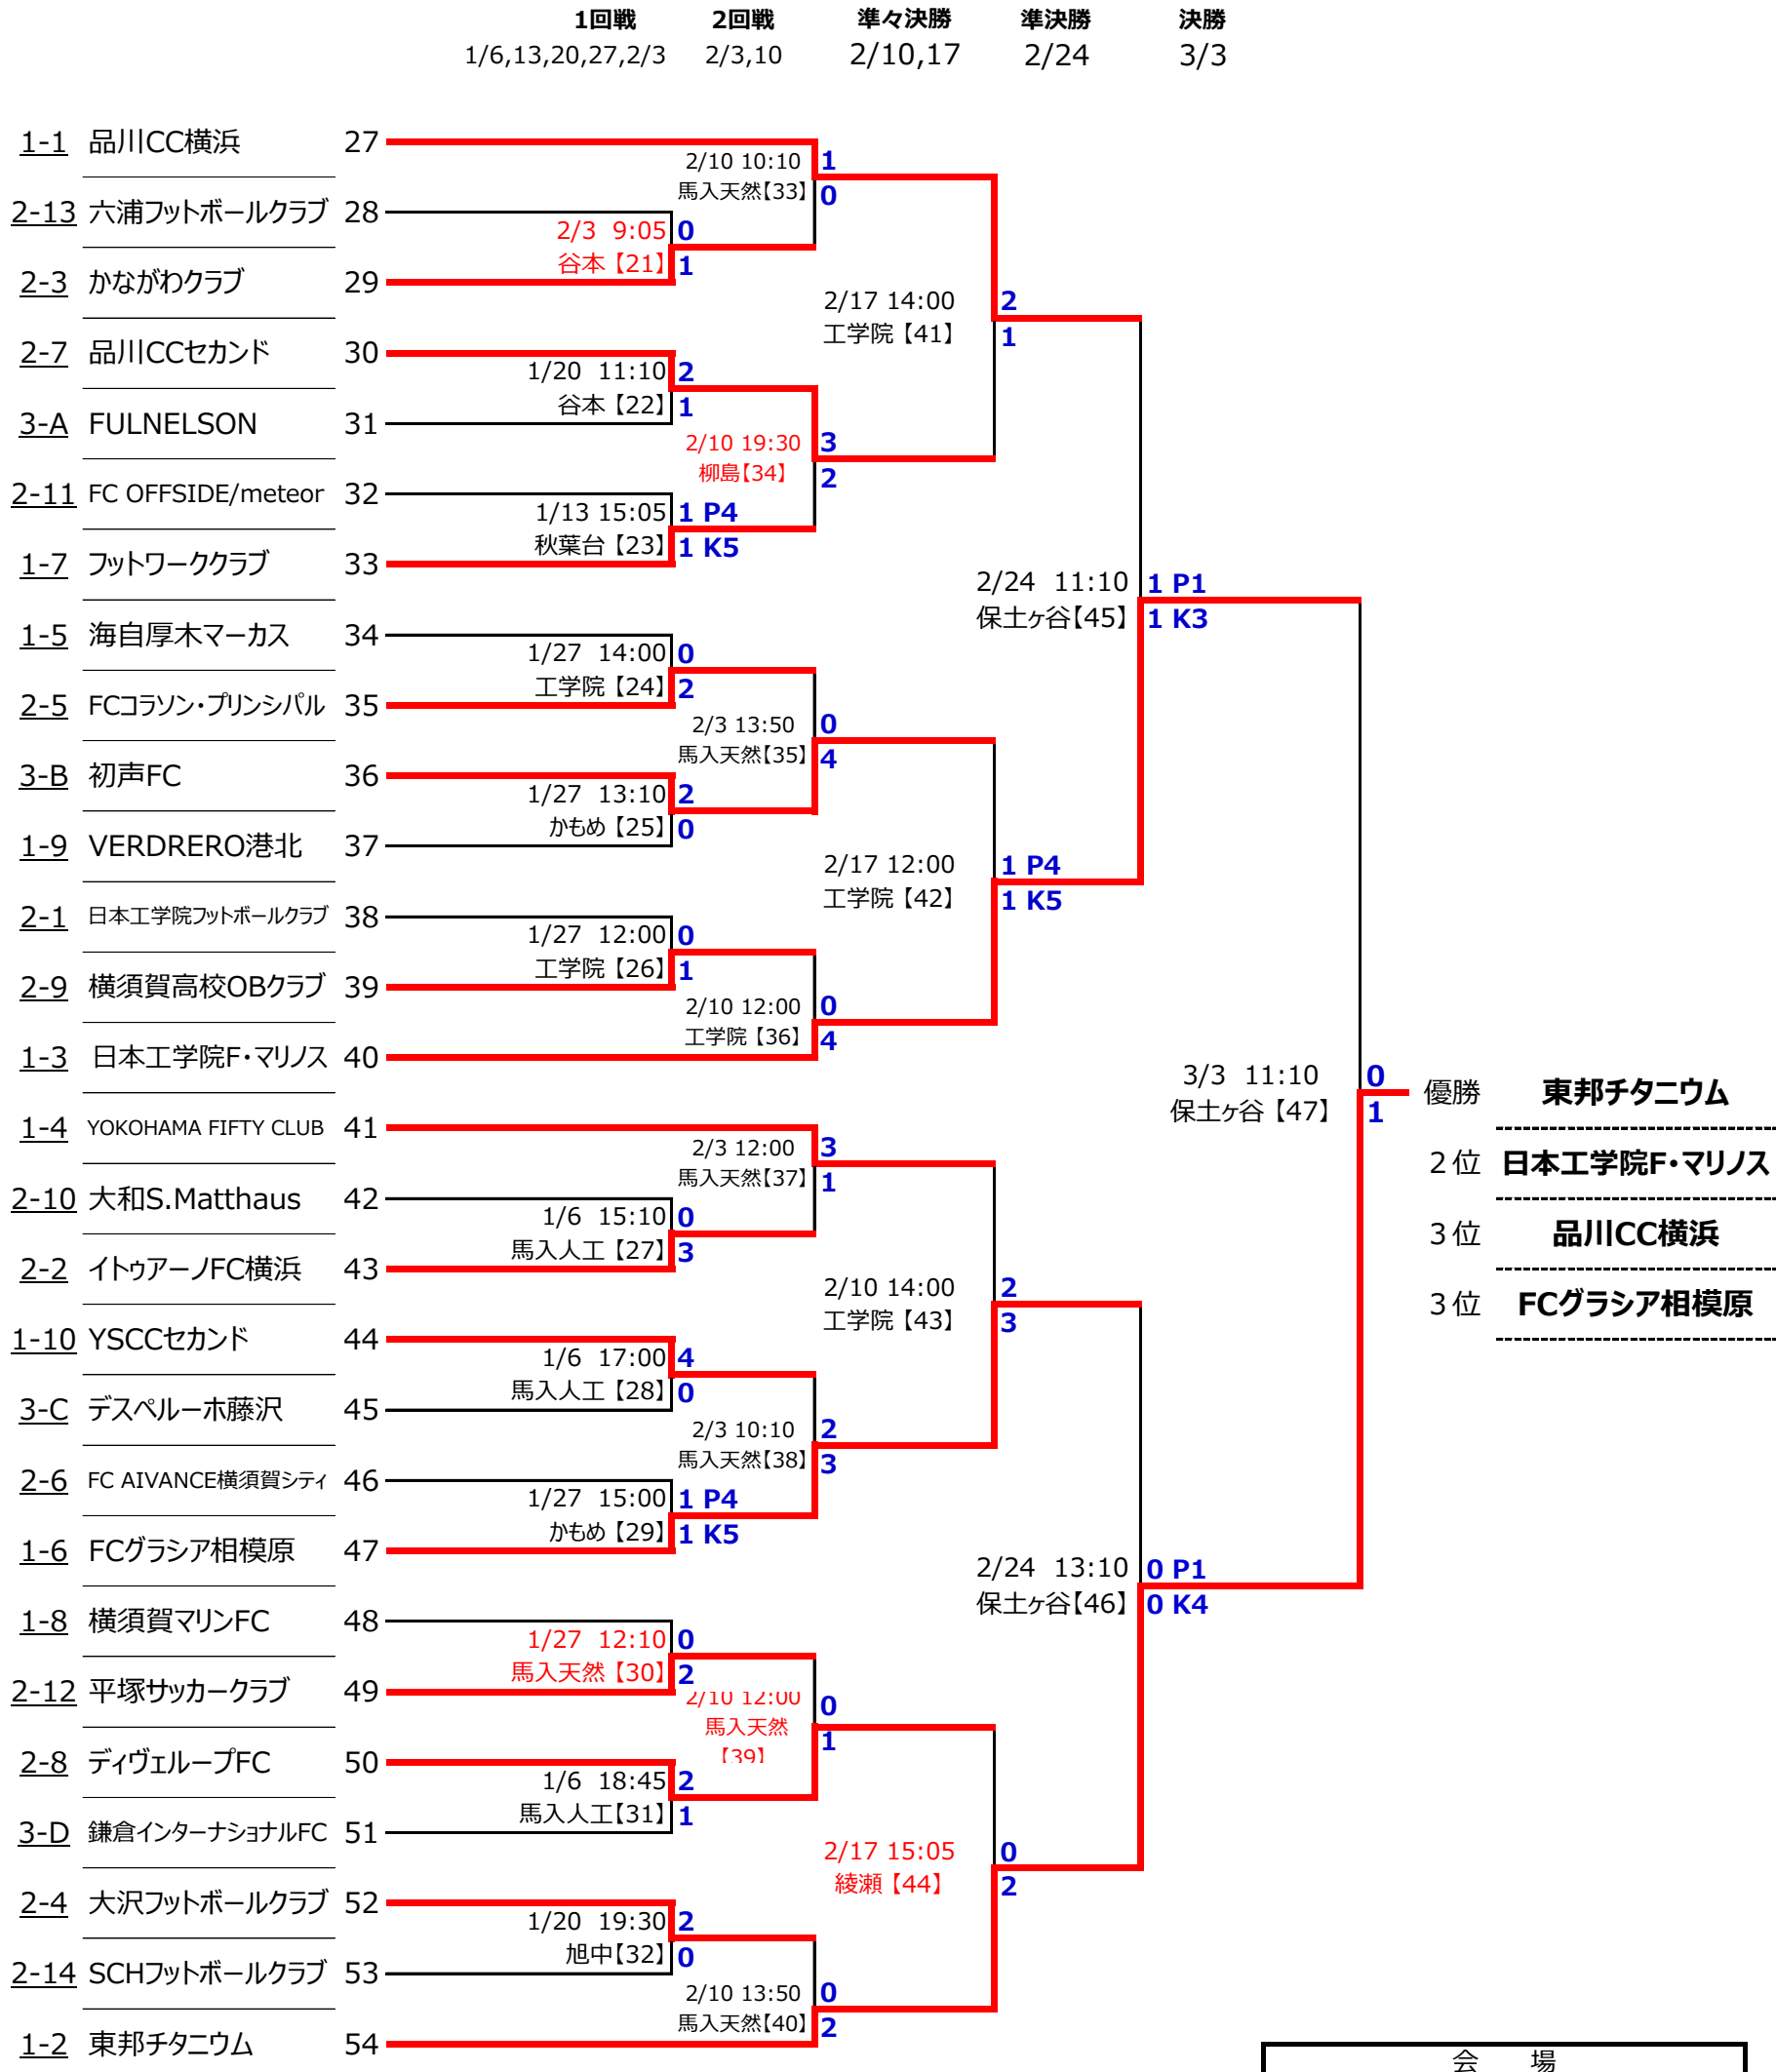 1回戦 2回戦 準々決勝 準決勝 決勝
1/6,13,20,27,2/3 2/3,10 2/10,17 2/24 3/3
1-1 品川CC横浜 27
2/10 10:10 1
馬入天然【33】 0
2-13 六浦フットボールクラブ 28
2/3 9:05 0
谷本【21】 1
2-3 かながわクラブ 29
2/17 14:00 2
工学院【41】 1
2-7 品川CCセカンド 30
1/20 11:10 2
谷本【22】 1
3-A FULNELSON 31
2/10 19:30 3
柳島【34】 2
2-11 FC OFFSIDE/meteor 32
1/13 15:05 1 P4
秋葉台【23】 1 K5
1-7 フットワーククラブ 33
2/24 11:10 1 P1
保土ヶ谷【45】 1 K3
1-5 海自厚木マーカス 34
1/27 14:00 0
工学院【24】 2
2-5 FCコラソン・プリンシパル 35
2/3 13:50 0
馬入天然【35】 4
3-B 初声FC 36
1/27 13:10 2
かもめ【25】 0
1-9 VERDRERO港北 37
2/17 12:00 1 P4
工学院【42】 1 K5
2-1 日本工学院フットボールクラブ 38
1/27 12:00 0
工学院【26】 1
2-9 横須賀高校OBクラブ 39
2/10 12:00 0
工学院【36】 4
1-3 日本工学院F・マリノス 40
3/3 11:10 0
保土ヶ谷【47】 1
優勝 東邦チタニウム
1-4 YOKOHAMA FIFTY CLUB 41
2/3 12:00 3
馬入天然【37】 1
2位 日本工学院F・マリノス
2-10 大和S.Matthaus 42
1/6 15:10 0
馬入人工【27】 3
3位 品川CC横浜
2-2 イトゥアーノFC横浜 43
2/10 14:00 2
工学院【43】 3
3位 FCグラシア相模原
1-10 YSCCセカンド 44
1/6 17:00 4
馬入人工【28】 0
3-C デスペルーホ藤沢 45
2/3 10:10 2
馬入天然【38】 3
2-6 FC AIVANCE横須賀シティ 46
1/27 15:00 1 P4
かもめ【29】 1 K5
1-6 FCグラシア相模原 47
2/24 13:10 0 P1
保土ヶ谷【46】 0 K4
1-8 横須賀マリンFC 48
1/27 12:10 0
馬入天然【30】 2
2-12 平塚サッカークラブ 49
2/10 12:00 0
馬入天然 1
【39】
2-8 ディヴェループFC 50
1/6 18:45 2
馬入人工【31】 1
3-D 鎌倉インターナショナルFC 51
2/17 15:05 0
綾瀬【44】 2
2-4 大沢フットボールクラブ 52
1/20 19:30 2
旭中【32】 0
2-14 SCHフットボールクラブ 53
2/10 13:50 0
馬入天然【40】 2
1-2 東邦チタニウム 54
会 場